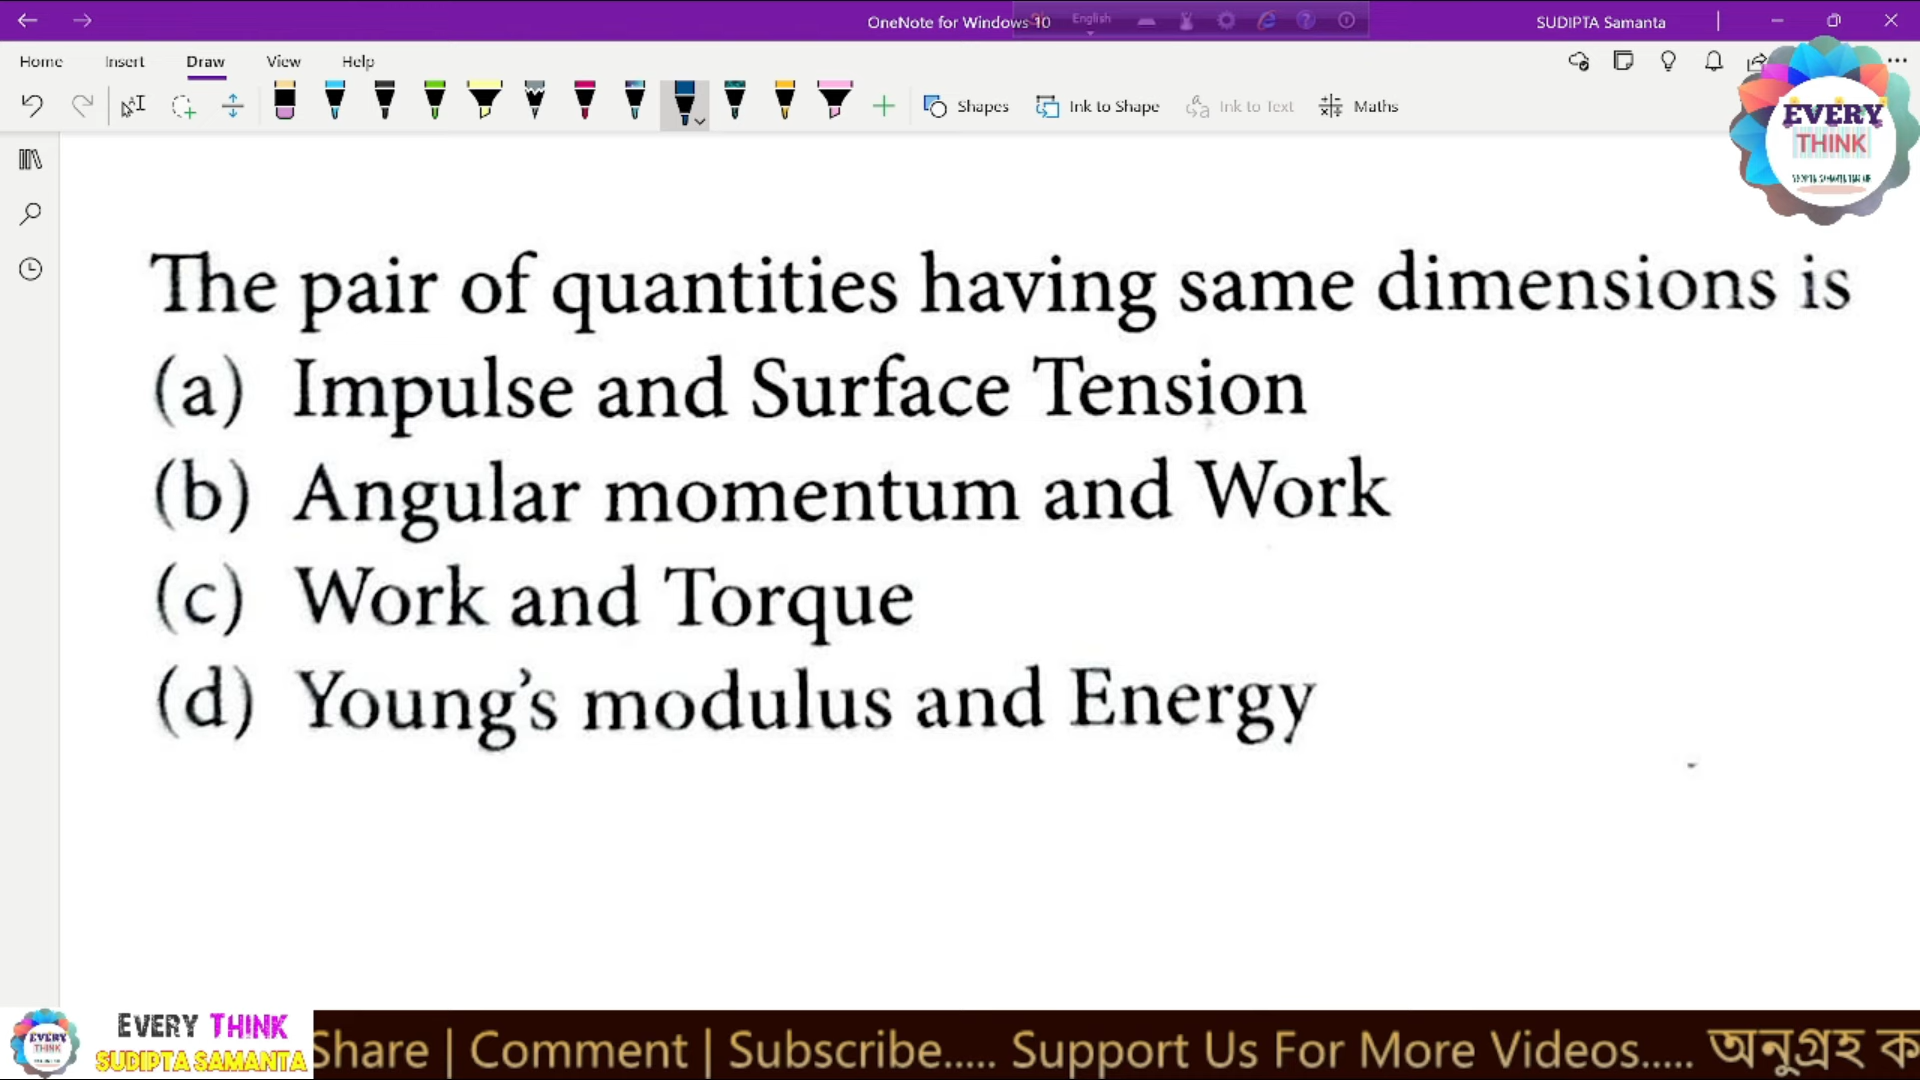 OneNote for Windows 10
English
SUDIPTA Samanta
Home Insert Draw View Help
Shapes Ink to Shape Ink to Text Maths
EVERY
THINK
The pair of quantities having same dimensions is
(a) Impulse and Surface Tension
(b) Angular momentum and Work
(c) Work and Torque
(d) Young's modulus and Energy
EVERY THINK
SUDIPTA SAMANTA
EVERY
THINK
Share | Comment | Subscribe..... Support Us For More Videos..... অনুগ্রহ ক